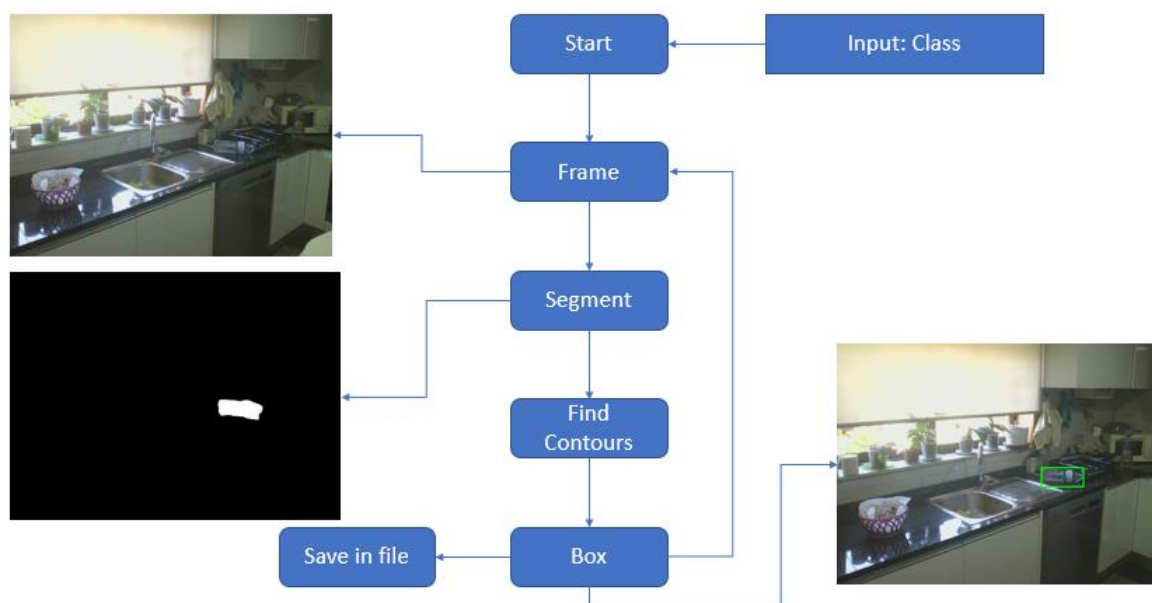 Start
Input: Class
Frame
Segment
Find
Contours
Save in file
Box